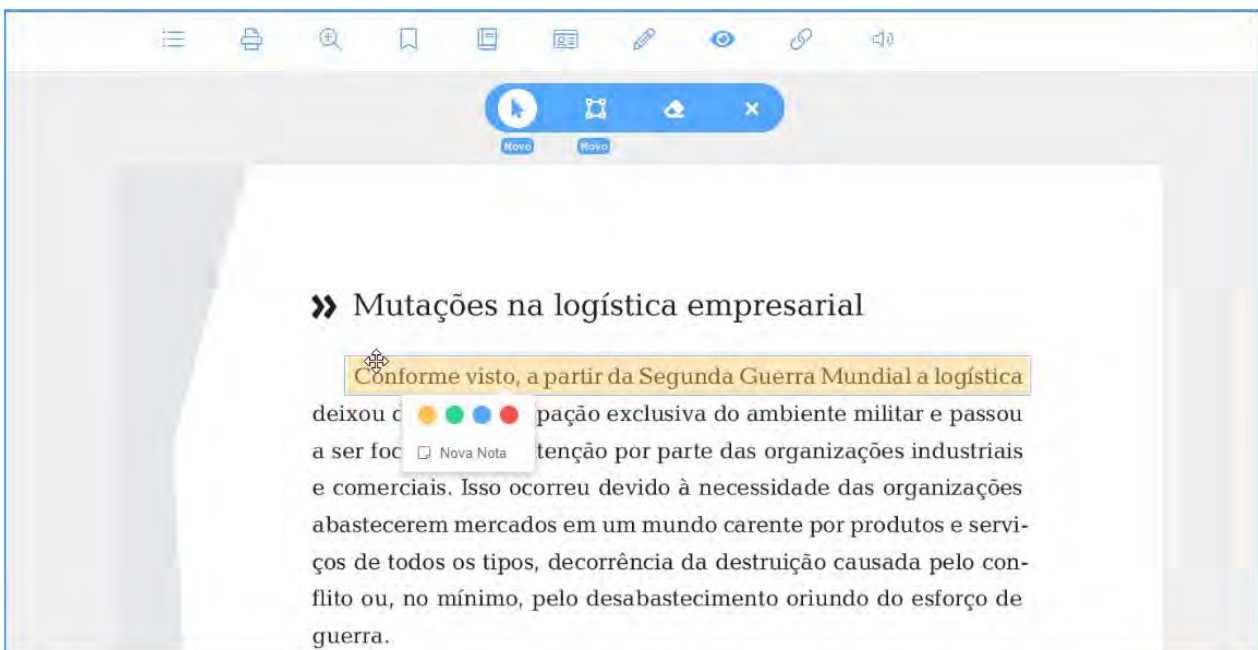 Novo Novo
» Mutações na logística empresarial
Conforme visto, a partir da Segunda Guerra Mundial a logística
deixou d pação exclusiva do ambiente militar e passou
a ser foc tenção por parte das organizações industriais
Nova Nota
e comerciais. Isso ocorreu devido à necessidade das organizações
abastecerem mercados em um mundo carente por produtos e servi-
ços de todos os tipos, decorrência da destruição causada pelo con-
flito ou, no mínimo, pelo desabastecimento oriundo do esforço de
guerra.